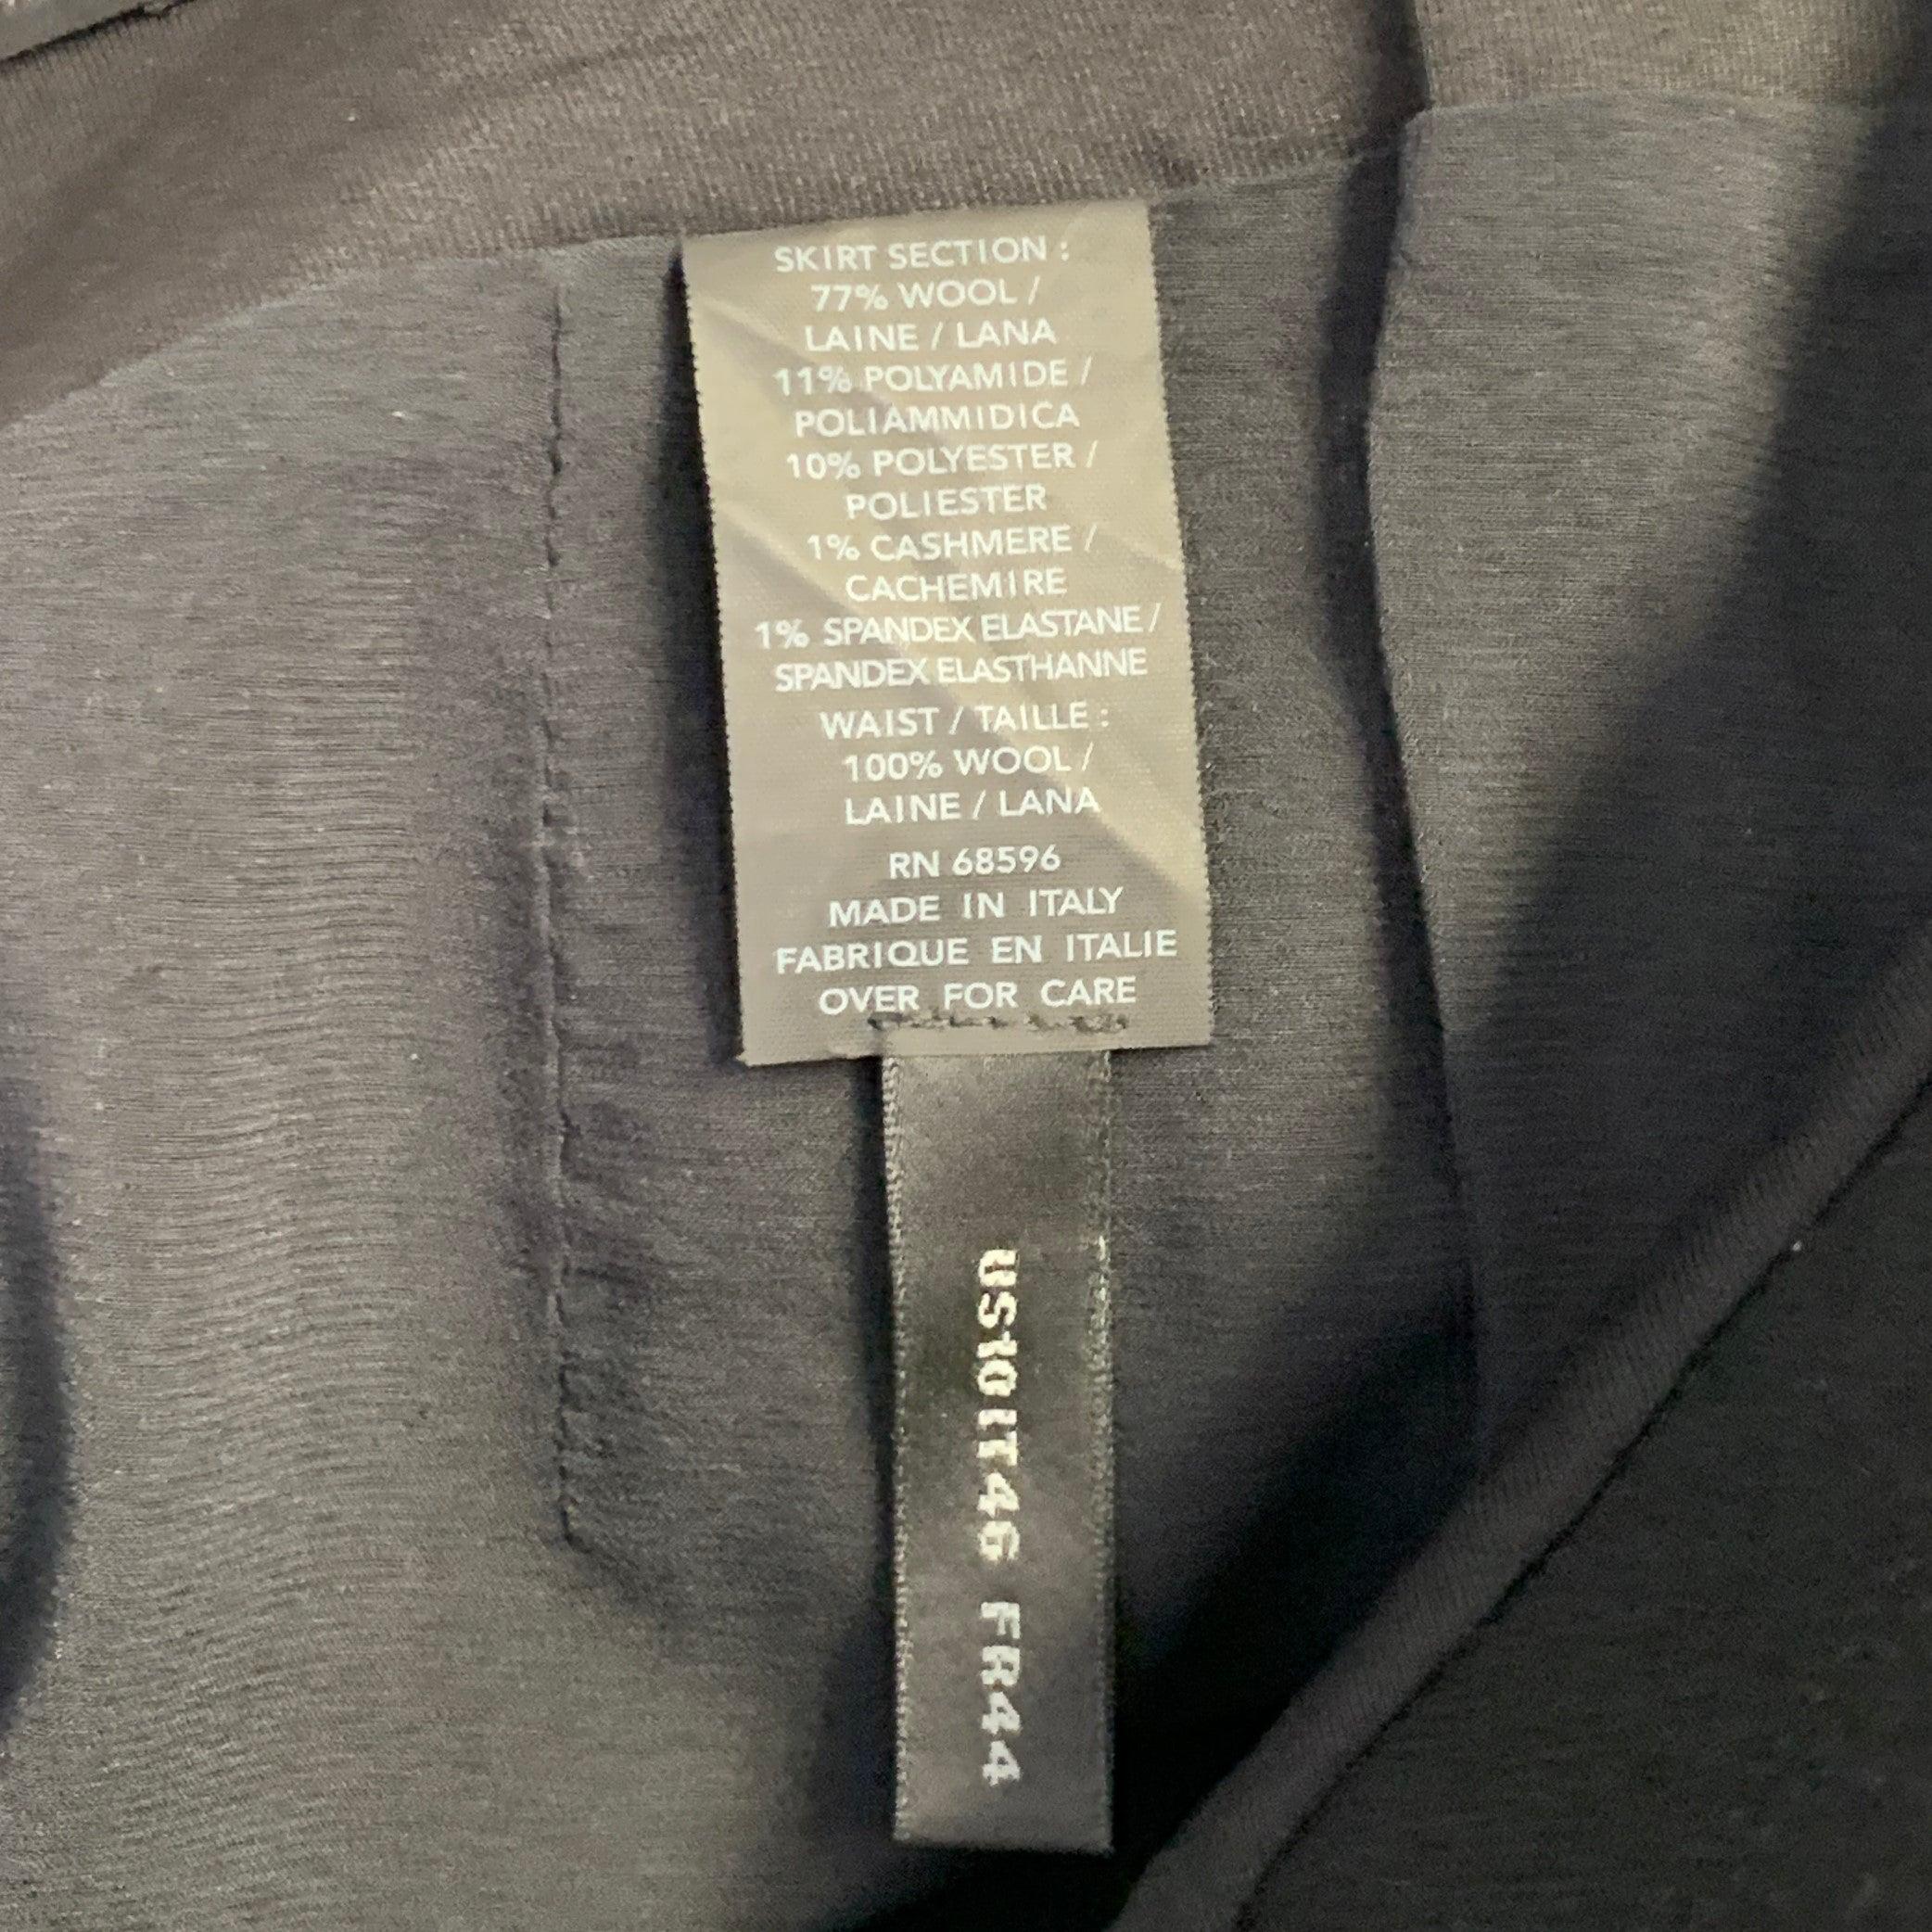 SKIRT SECTION :
77% WOOL /
LAINE / LANA
11% POLYAMIDE /
POLIAMMIDICA
10% POLYESTER /
POLIESTER
1% CASHMERE /
CACHEMIRE
1% SPANDEX ELASTANE /
SPANDEX ELASTHANNE
WAIST / TAILLE :
100% WOOL /
LAINE / LANA
RN 68596
MADE IN ITALY
FABRIQUE EN ITALIE
OVER FOR CARE
US10 IT46 FR44